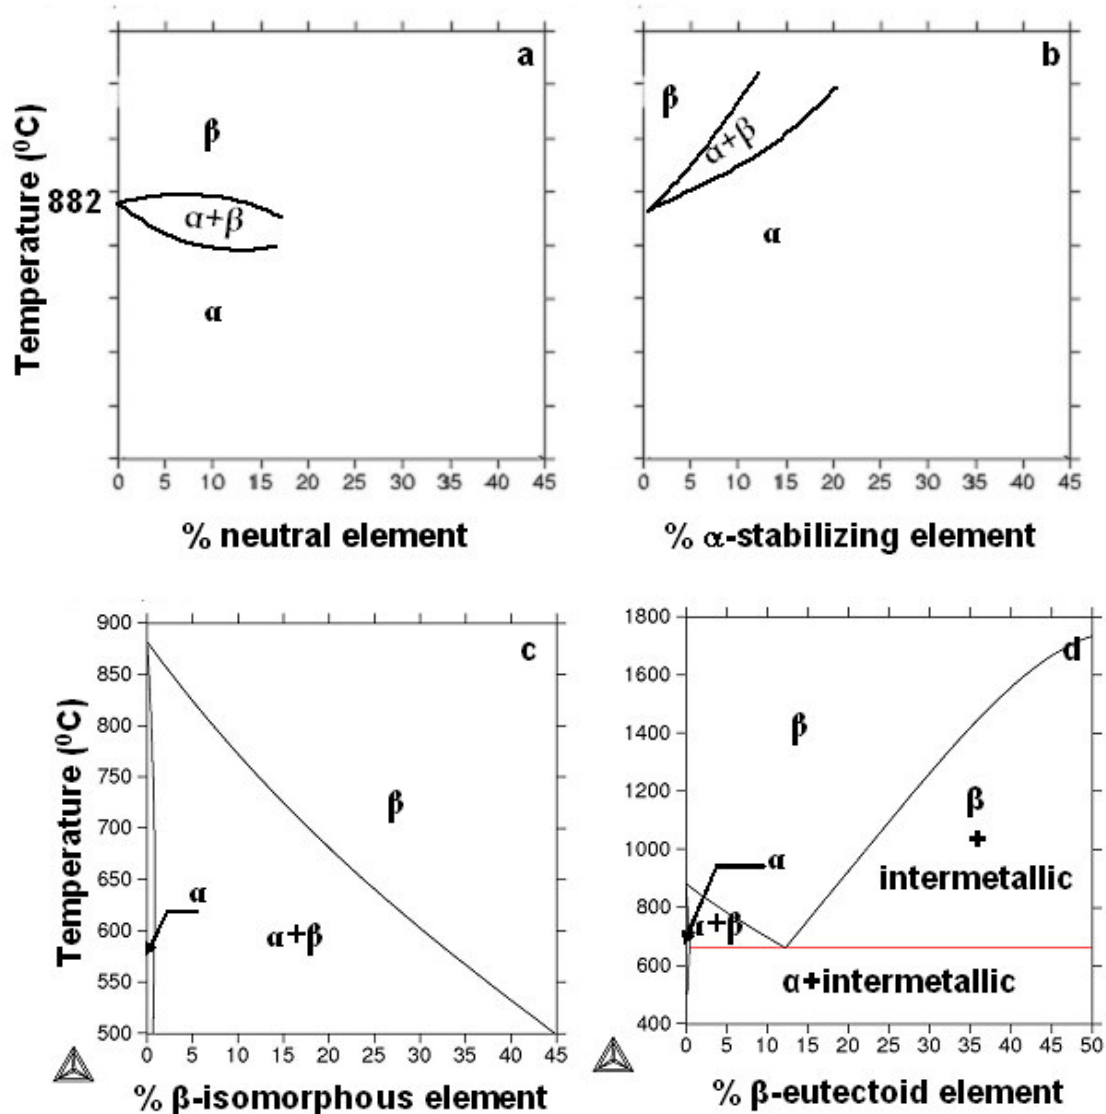 a
Temperature (⁰C)
882
β
α+β
α
0 5 10 15 20 25 30 35 40 45
% neutral element
b
β
α+β
α
0 5 10 15 20 25 30 35 40 45
% α-stabilizing element
c
Temperature (⁰C)
900
850
800
750
700
650
600
550
500
β
α
α+β
0 5 10 15 20 25 30 35 40 45
% β-isomorphous element
d
1800
1600
1400
1200
1000
800
600
400
β
β
+
intermetallic
α
α+β
α+intermetallic
0 5 10 15 20 25 30 35 40 45 50
% β-eutectoid element